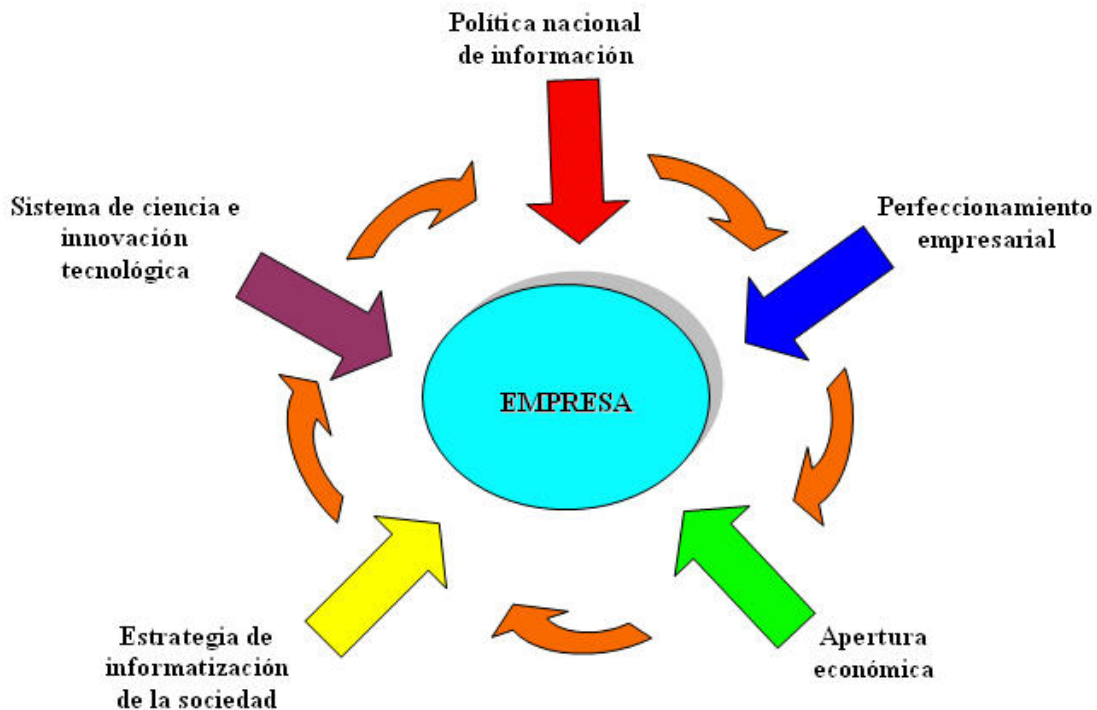 Política nacional
de información
Sistema de ciencia e
innovación
tecnológica
Perfeccionamiento
empresarial
EMPRESA
Estrategia de
informatización
de la sociedad
Apertura
económica